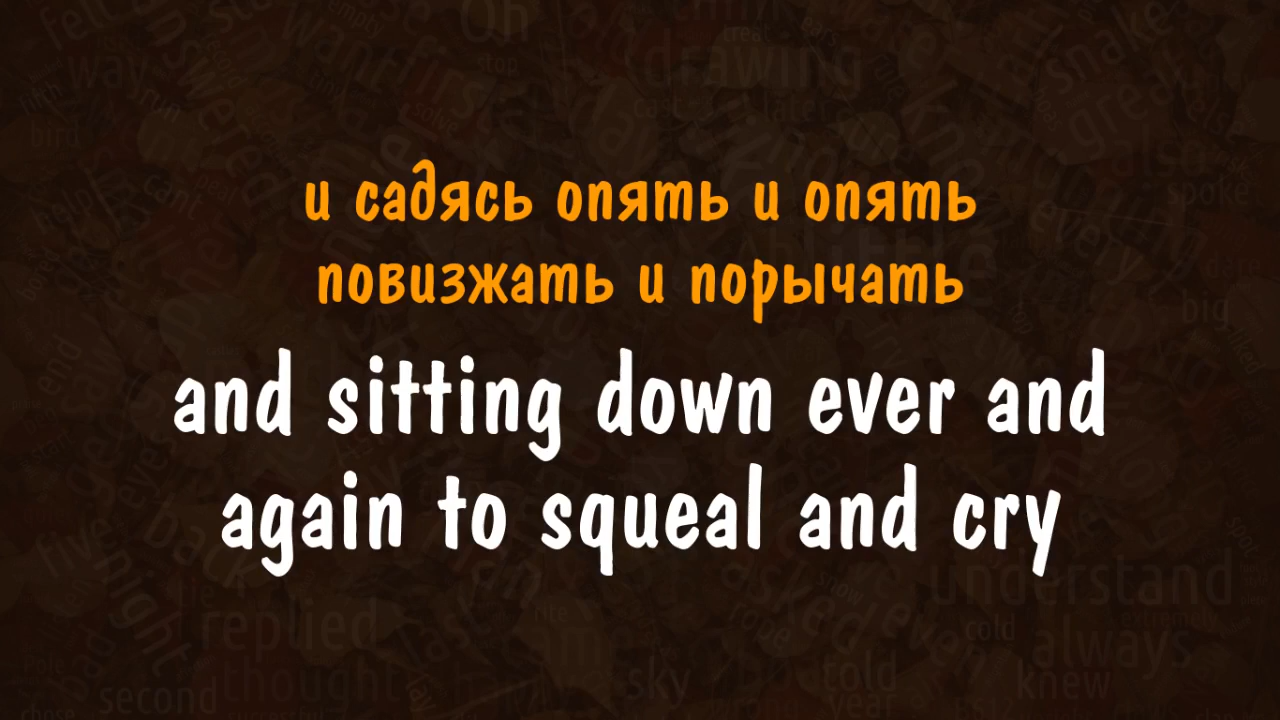 и садясь опять и опять
повизжать и порычать
and sitting down ever and
again to squeal and cry